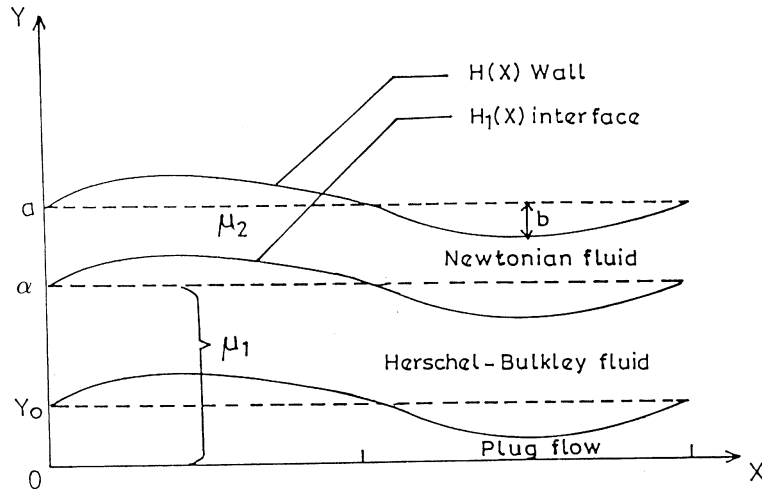 Y
H(X) Wall
H₁(X) interface
a
μ₂
b
Newtonian fluid
α
μ₁
Herschel-Bulkley fluid
Y₀
Plug flow
0
X